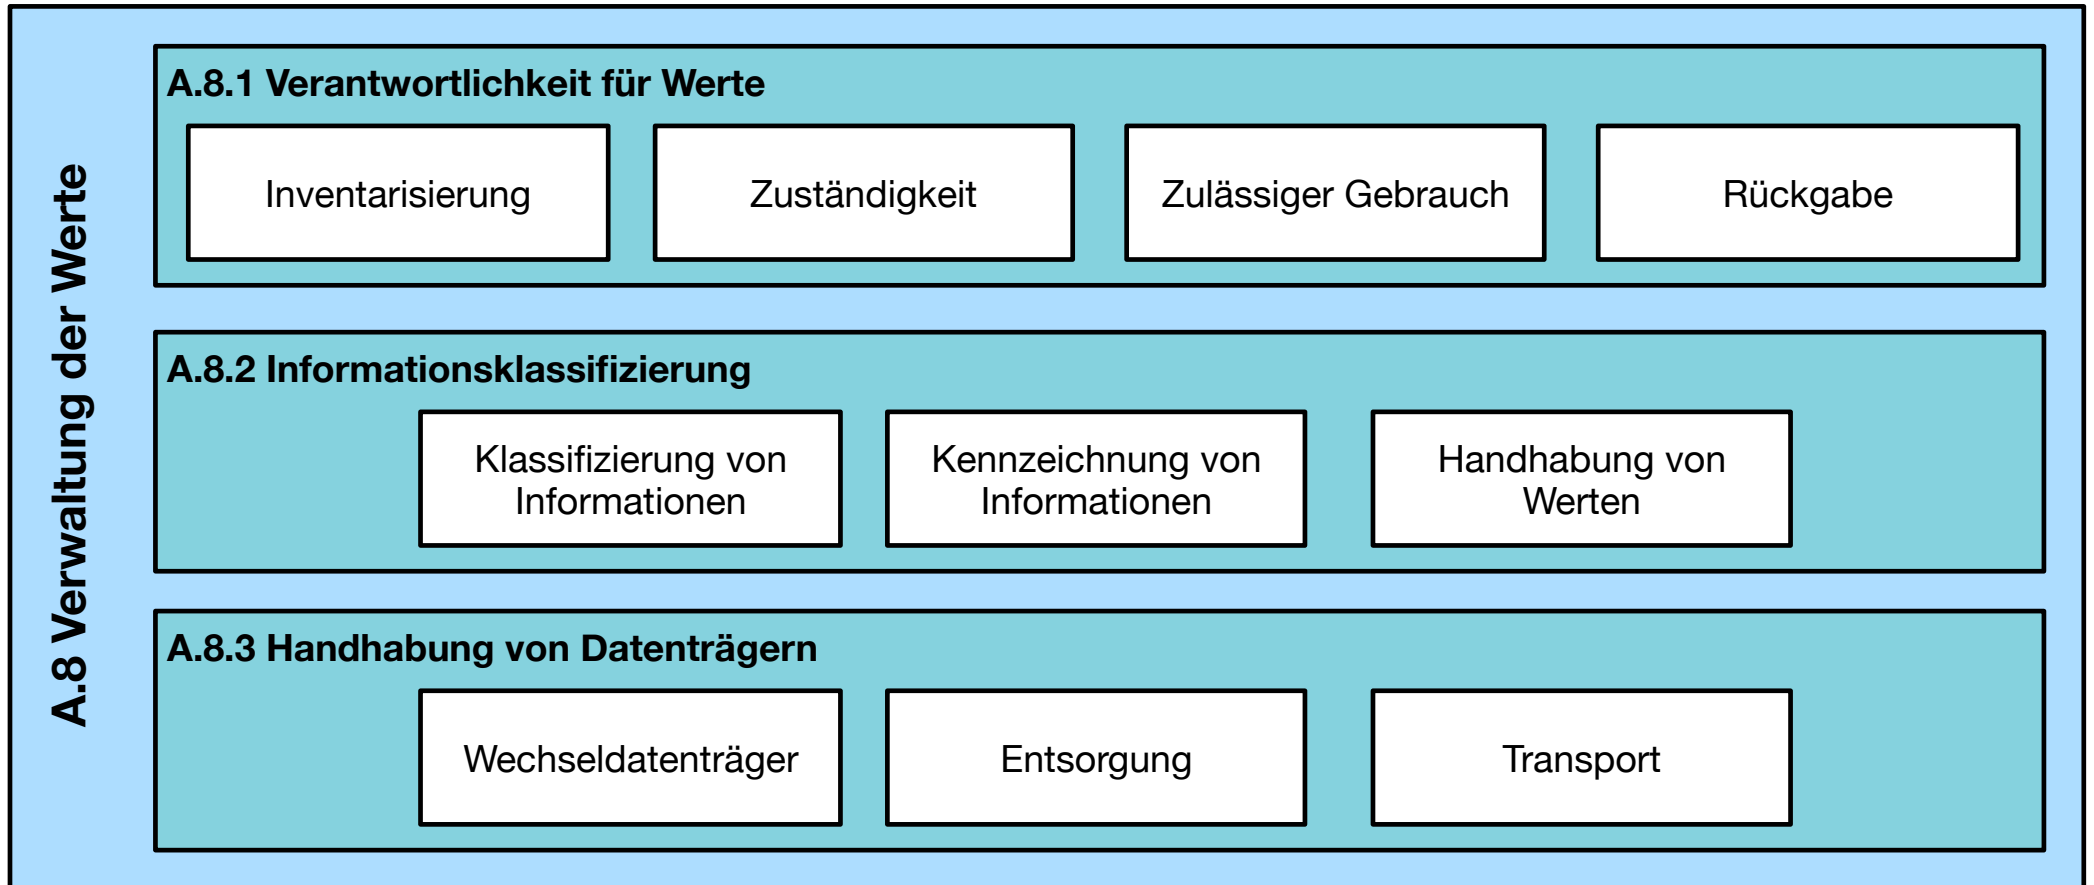 A.8 Verwaltung der Werte
A.8.1 Verantwortlichkeit für Werte
Inventarisierung
Zuständigkeit
Zulässiger Gebrauch
Rückgabe
A.8.2 Informationsklassifizierung
Klassifizierung von
Informationen
Kennzeichnung von
Informationen
Handhabung von
Werten
A.8.3 Handhabung von Datenträgern
Wechseldatenträger
Entsorgung
Transport